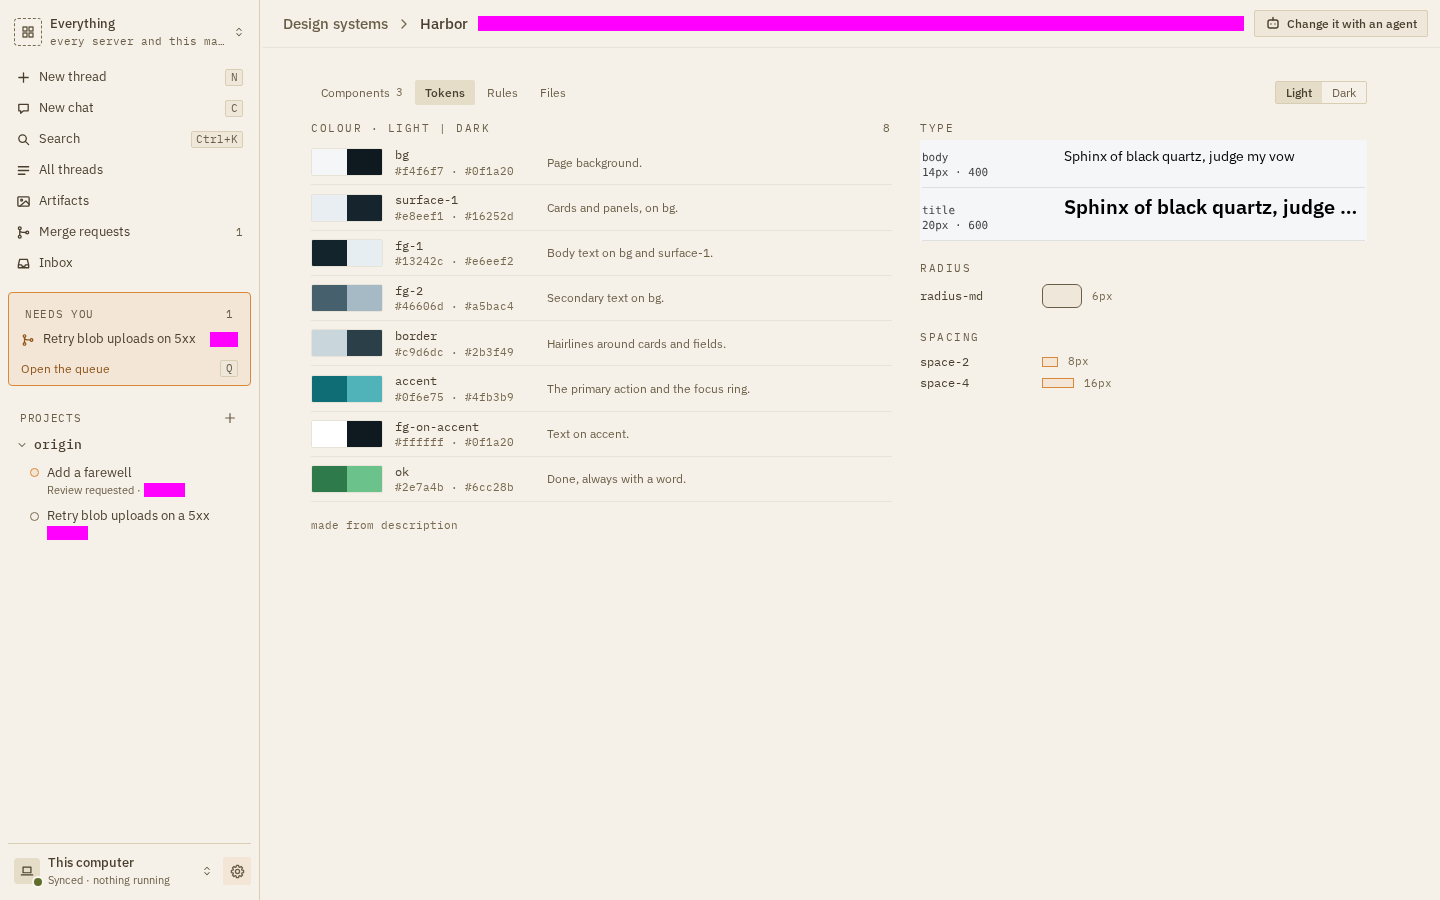 Everything
every server and this ma…
New thread N
New chat C
Search Ctrl+K
All threads
Artifacts
Merge requests 1
Inbox
NEEDS YOU 1
Retry blob uploads on 5xx
Open the queue Q
PROJECTS
origin
Add a farewell
Review requested ·
Retry blob uploads on a 5xx
This computer
Synced · nothing running
Design systems > Harbor
Change it with an agent
Components 3 Tokens Rules Files
Light Dark
COLOUR · LIGHT | DARK 8
bg
#f4f6f7 · #0f1a20
Page background.
surface-1
#e8eef1 · #16252d
Cards and panels, on bg.
fg-1
#13242c · #e6eef2
Body text on bg and surface-1.
fg-2
#46606d · #a5bac4
Secondary text on bg.
border
#c9d6dc · #2b3f49
Hairlines around cards and fields.
accent
#0f6e75 · #4fb3b9
The primary action and the focus ring.
fg-on-accent
#ffffff · #0f1a20
Text on accent.
ok
#2e7a4b · #6cc28b
Done, always with a word.
made from description
TYPE
body
14px · 400
Sphinx of black quartz, judge my vow
title
20px · 600
Sphinx of black quartz, judge …
RADIUS
radius-md 6px
SPACING
space-2 8px
space-4 16px